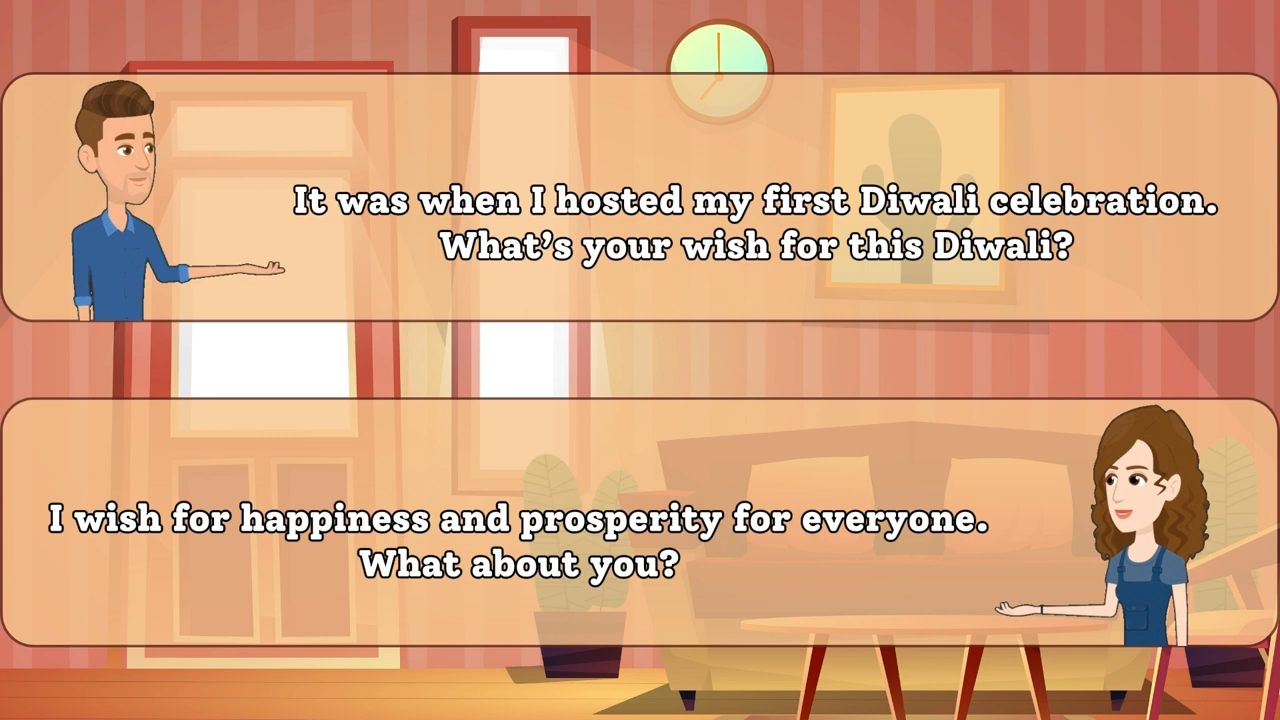 It was when I hosted my first Diwali celebration.
What's your wish for this Diwali?
I wish for happiness and prosperity for everyone.
What about you?